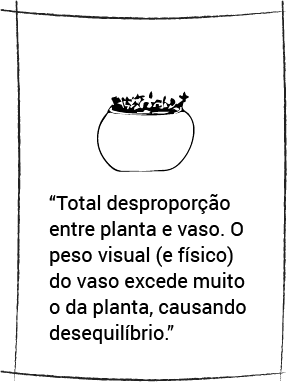 “Total desproporção
entre planta e vaso. O
peso visual (e físico)
do vaso excede muito
o da planta, causando
desequilíbrio.”